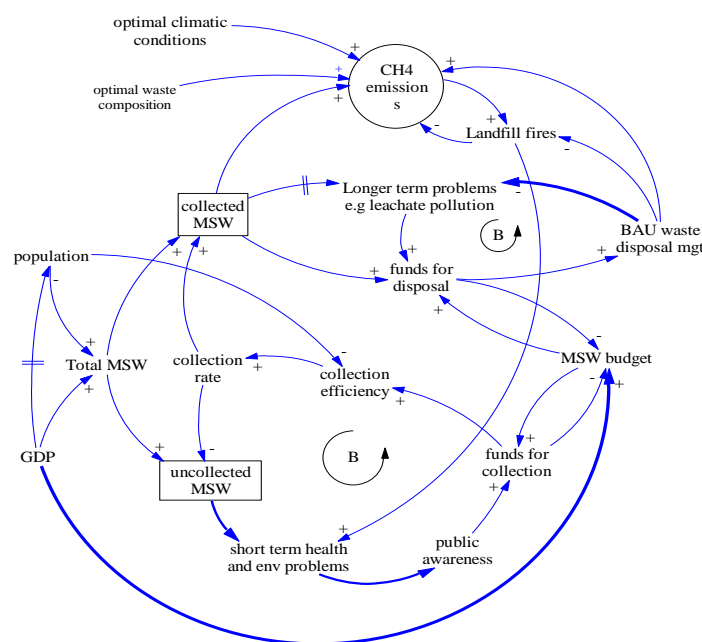 optimal climatic
conditions
optimal waste
composition
CH4
emission
s
Landfill fires
collected
MSW
Longer term problems
e.g leachate pollution
B
BAU waste
disposal mgt
population
funds for
disposal
Total MSW
collection
rate
collection
efficiency
MSW budget
GDP
uncollected
MSW
B
funds for
collection
short term health
and env problems
public
awareness
+
+
+
+
-
-
+
-
+
+
+
+
+
-
+
+
-
+
-
+
+
+
-
+
+
-
+
+
+
-
+